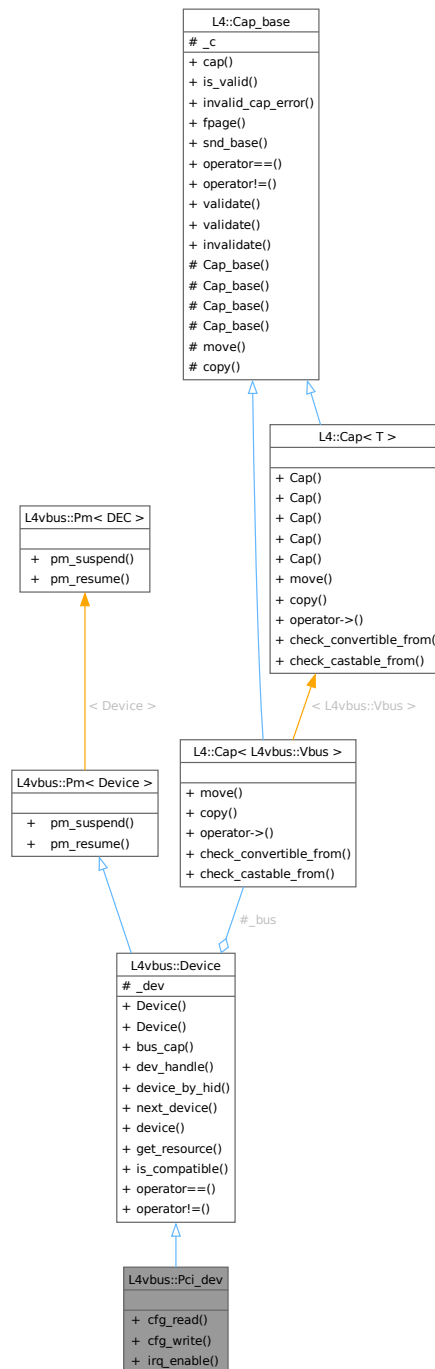 L4::Cap_base
# _c
+ cap()
+ is_valid()
+ invalid_cap_error()
+ fpage()
+ snd_base()
+ operator==()
+ operator!=()
+ validate()
+ validate()
+ invalidate()
# Cap_base()
# Cap_base()
# Cap_base()
# Cap_base()
# move()
# copy()
L4::Cap< T >
+ Cap()
+ Cap()
+ Cap()
+ Cap()
+ Cap()
+ move()
+ copy()
+ operator->()
+ check_convertible_from()
+ check_castable_from()
L4vbus::Pm< DEC >
+ pm_suspend()
+ pm_resume()
< Device >
< L4vbus::Vbus >
L4::Cap< L4vbus::Vbus >
+ move()
+ copy()
+ operator->()
+ check_convertible_from()
+ check_castable_from()
L4vbus::Pm< Device >
+ pm_suspend()
+ pm_resume()
#_bus
L4vbus::Device
# _dev
+ Device()
+ Device()
+ bus_cap()
+ dev_handle()
+ device_by_hid()
+ next_device()
+ device()
+ get_resource()
+ is_compatible()
+ operator==()
+ operator!=()
L4vbus::Pci_dev
+ cfg_read()
+ cfg_write()
+ irq_enable()